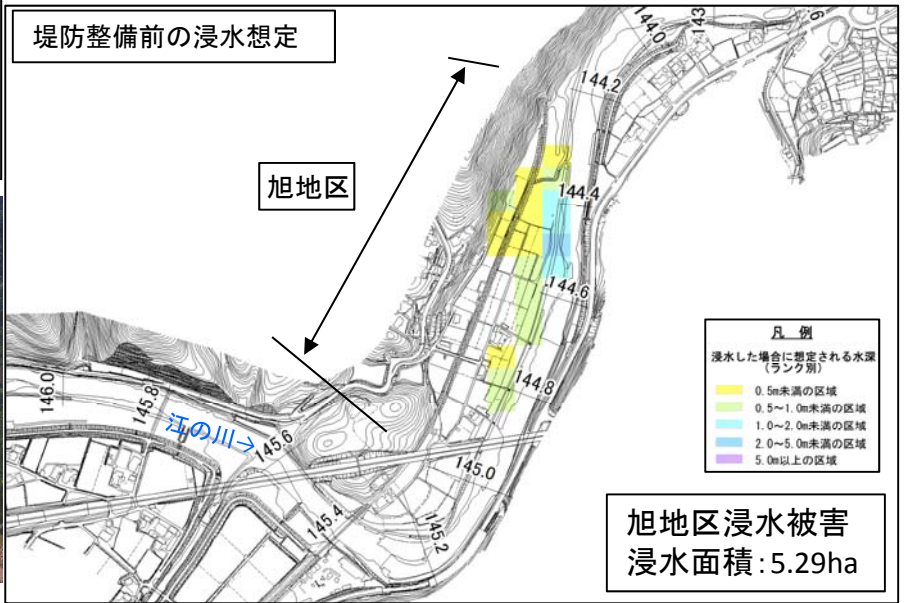 堤防整備前の浸水想定
144.0
143
.6
144.2
旭地区
144.4
144.6
144.8
146.0
145.8
江の川→
145.6
145.0
145.4
145.2
凡 例
浸水した場合に想定される水深
(ランク別)
0.5m未満の区域
0.5~1.0m未満の区域
1.0~2.0m未満の区域
2.0~5.0m未満の区域
5.0m以上の区域
旭地区浸水被害
浸水面積:5.29ha